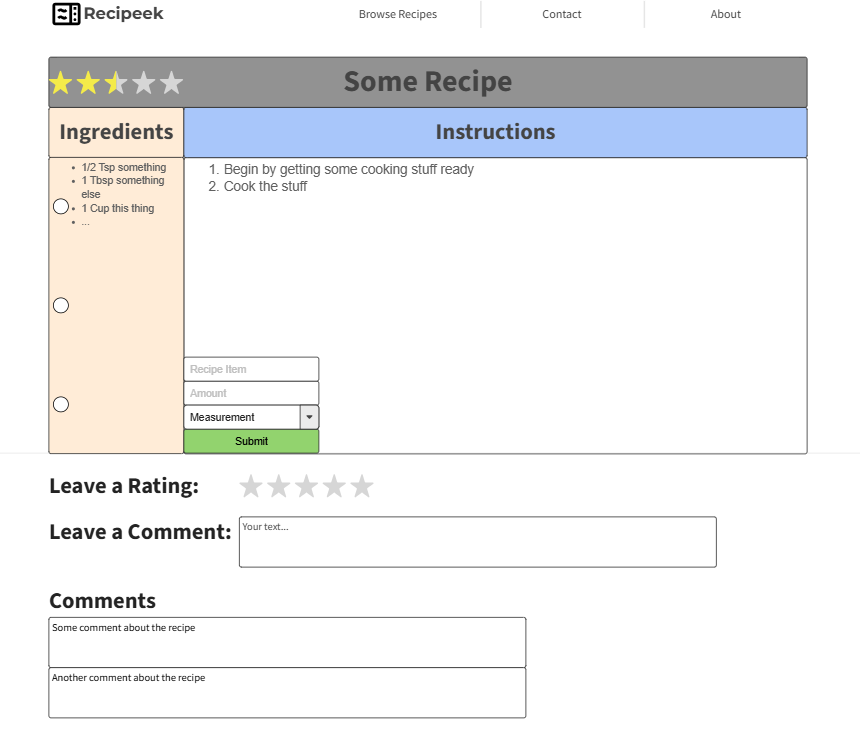 Recipeek
Browse Recipes
Contact
About
Some Recipe
Ingredients
Instructions
• 1/2 Tsp something
• 1 Tbsp something
else
• 1 Cup this thing
• ...
1. Begin by getting some cooking stuff ready
2. Cook the stuff
Recipe Item
Amount
Measurement
Submit
Leave a Rating:
Leave a Comment:
Your text...
Comments
Some comment about the recipe
Another comment about the recipe